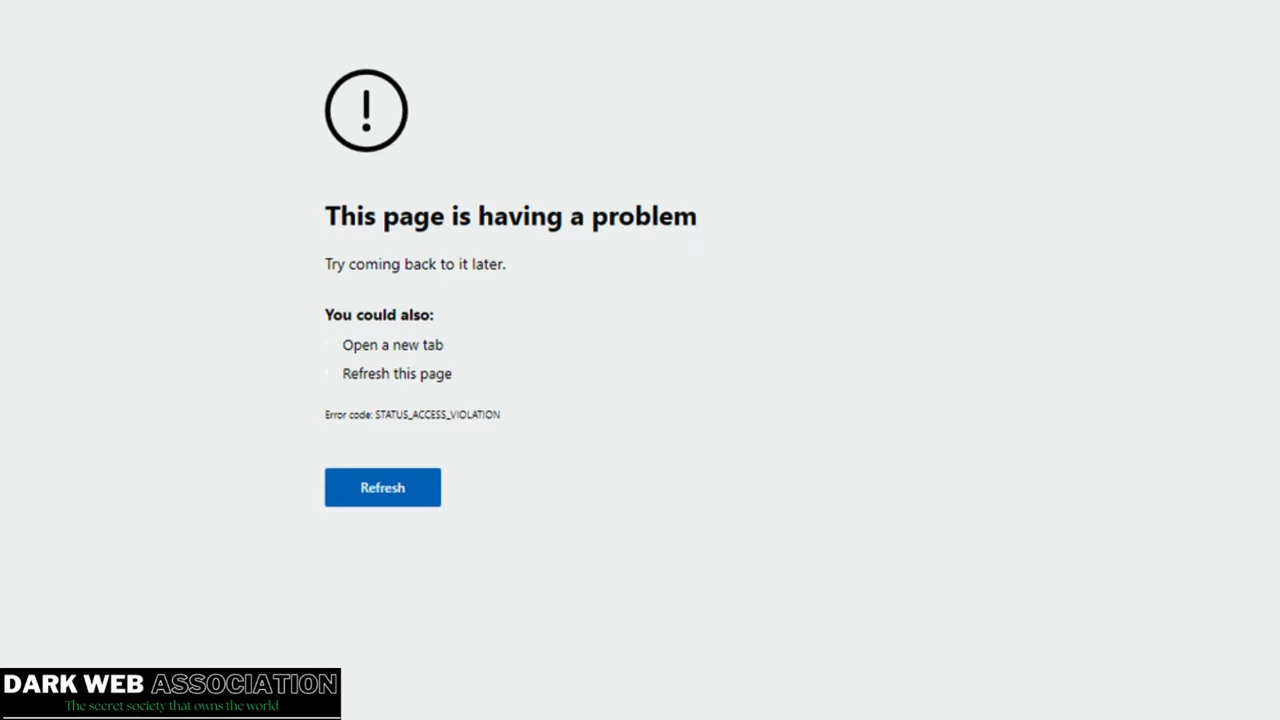 This page is having a problem
Try coming back to it later.
You could also:
Open a new tab
Refresh this page
Error code: STATUS_ACCESS_VIOLATION
Refresh
DARK WEB ASSOCIATION
The secret society that owns the world